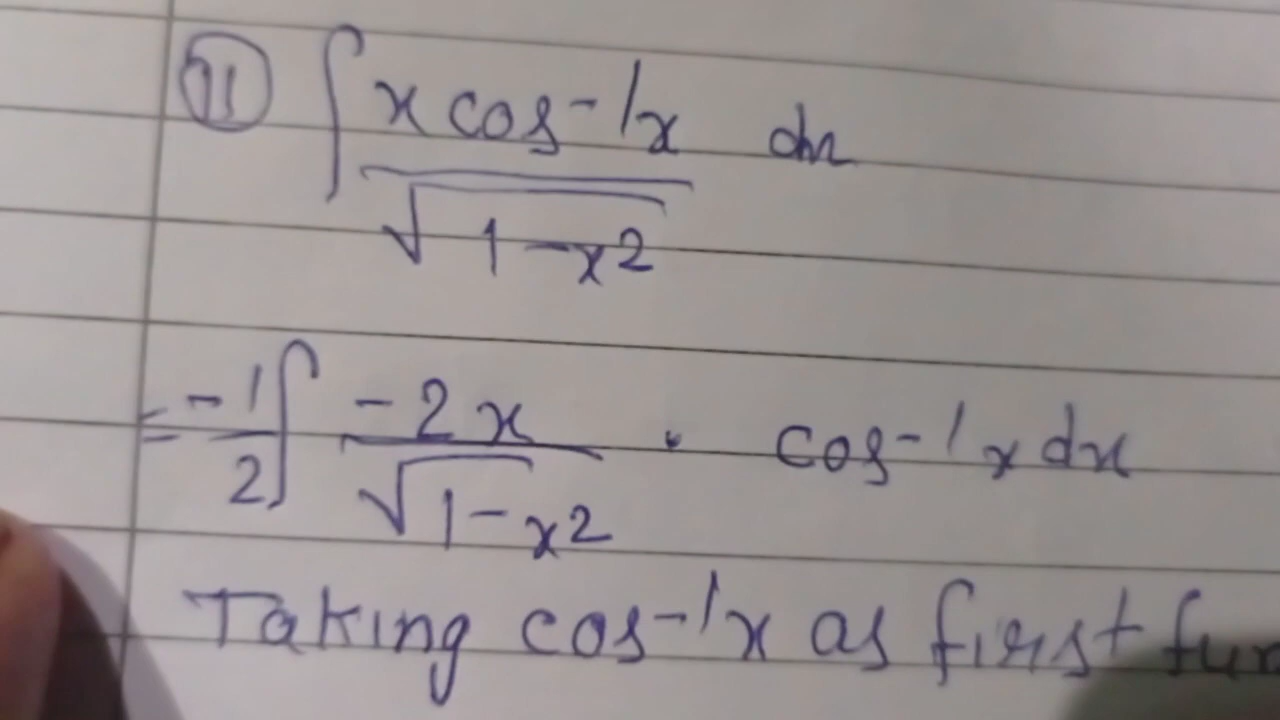 ⑪ ∫ x cos⁻¹x / √(1-x²) dx
= -1/2 ∫ -2x / √(1-x²) · cos⁻¹x dx
Taking cos⁻¹x as first